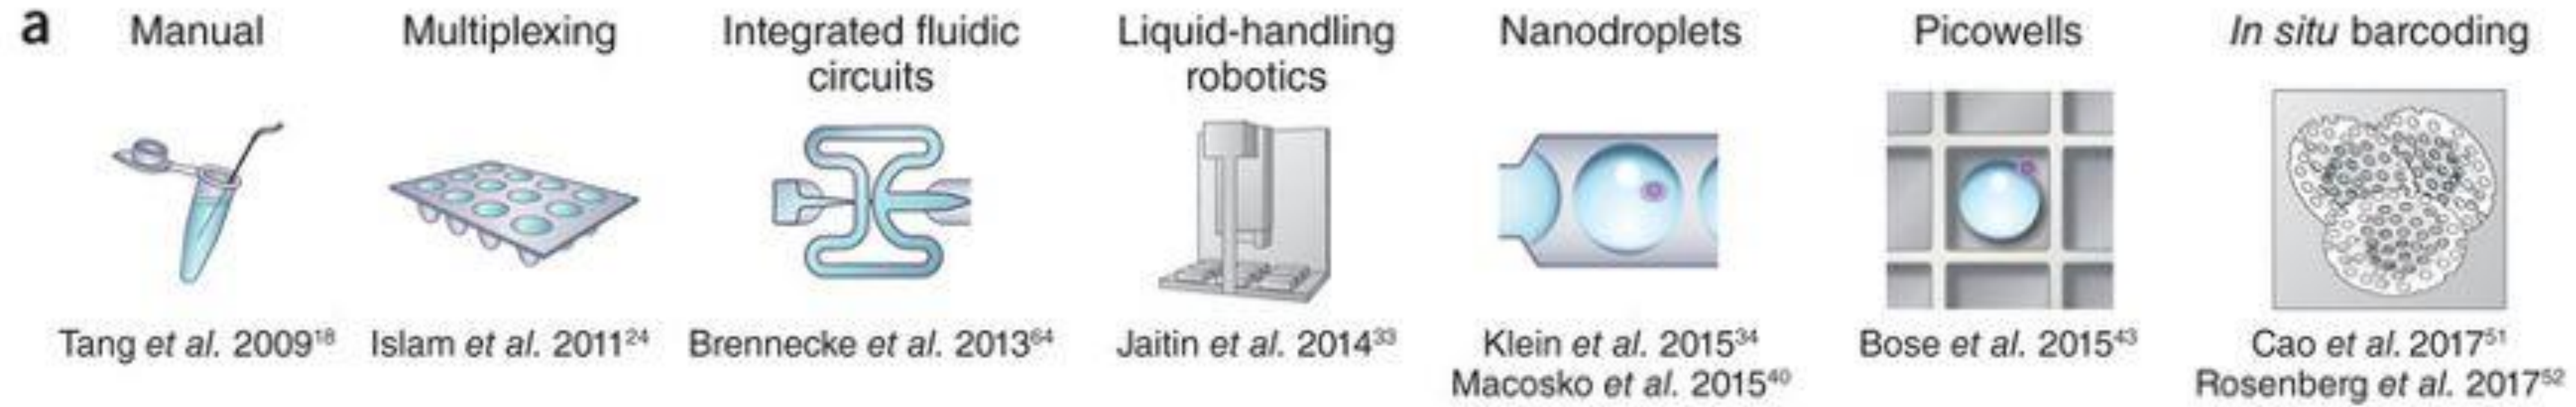 a
Manual
Multiplexing
Integrated fluidic
circuits
Liquid-handling
robotics
Nanodroplets
Picowells
In situ barcoding
Tang et al. 2009¹⁸
Islam et al. 2011²⁴
Brennecke et al. 2013⁶⁴
Jaitin et al. 2014³³
Klein et al. 2015³⁴
Macosko et al. 2015⁴⁰
Bose et al. 2015⁴³
Cao et al. 2017⁵¹
Rosenberg et al. 2017⁵²